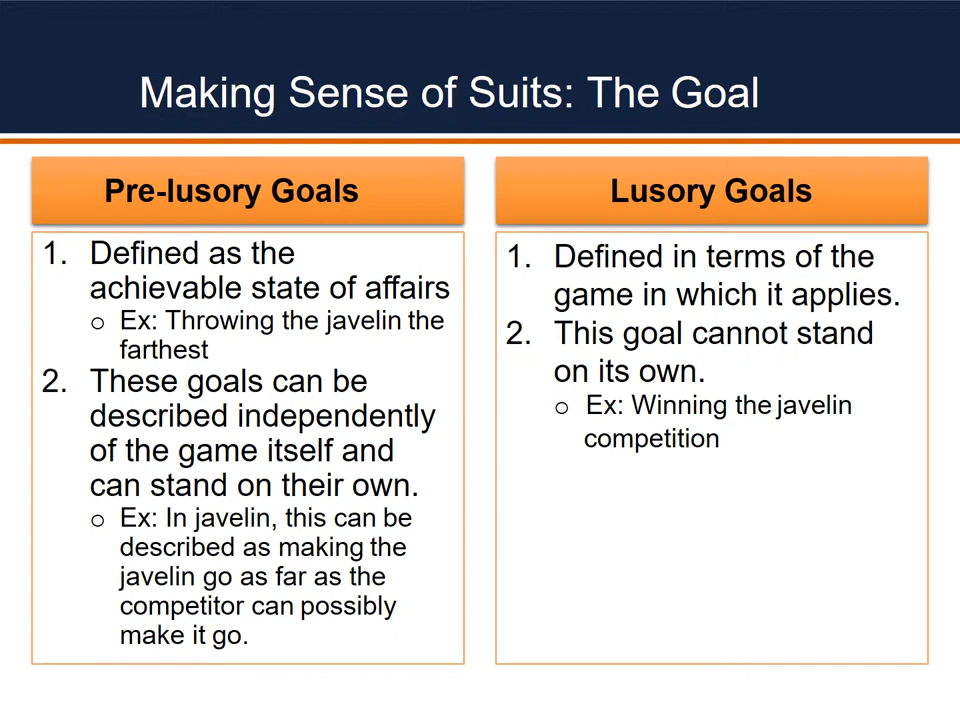 Making Sense of Suits: The Goal
Pre-lusory Goals
1. Defined as the
achievable state of affairs
o Ex: Throwing the javelin the
farthest
2. These goals can be
described independently
of the game itself and
can stand on their own.
o Ex: In javelin, this can be
described as making the
javelin go as far as the
competitor can possibly
make it go.
Lusory Goals
1. Defined in terms of the
game in which it applies.
2. This goal cannot stand
on its own.
o Ex: Winning the javelin
competition